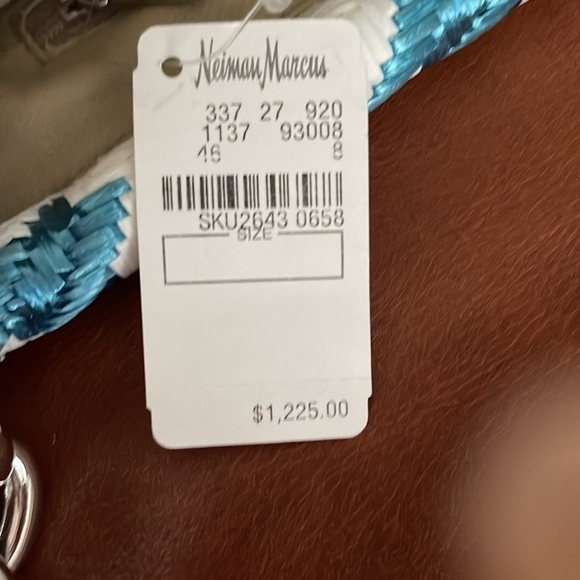 Neiman Marcus
337 27 920
1137 93008
46 8
SKU2643 0658
SIZE
$1,225.00